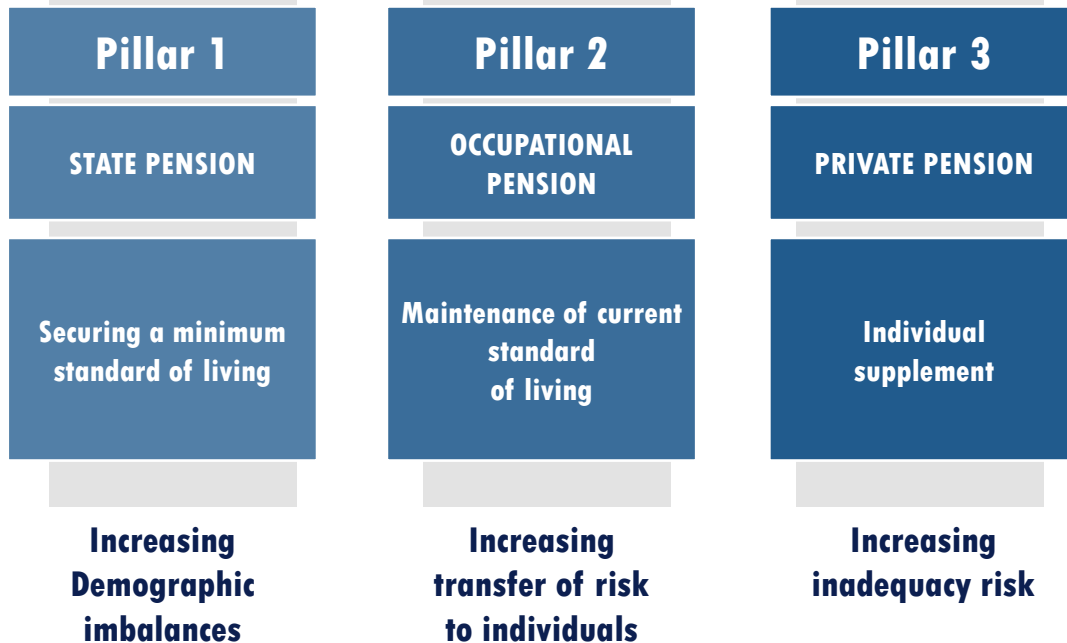 Pillar 1
STATE PENSION
Securing a minimum
standard of living
Increasing
Demographic
imbalances
Pillar 2
OCCUPATIONAL
PENSION
Maintenance of current
standard
of living
Increasing
transfer of risk
to individuals
Pillar 3
PRIVATE PENSION
Individual
supplement
Increasing
inadequacy risk